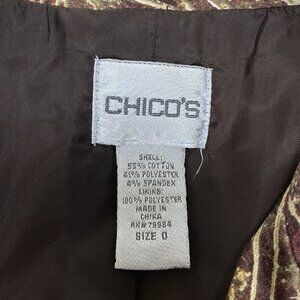 CHICO'S
SHELL:
55% COTTON
41% POLYESTER
4% SPANDEX
LINING:
100% POLYESTER
MADE IN
CHINA
RN# 79984
SIZE 0